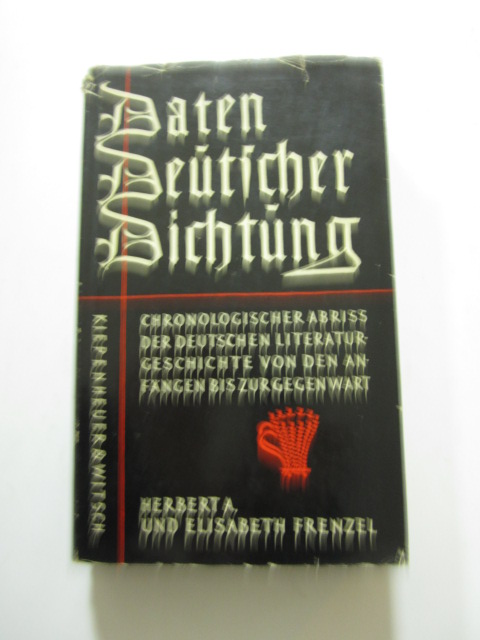 Daten
Deutscher
Dichtung
CHRONOLOGISCHER ABRISS
DER DEUTSCHEN LITERATUR-
GESCHICHTE VON DEN AN-
FÄNGEN BIS ZUR GEGENWART
HERBERT A.
UND ELISABETH FRENZEL
KIEPENHEUER & WITSCH